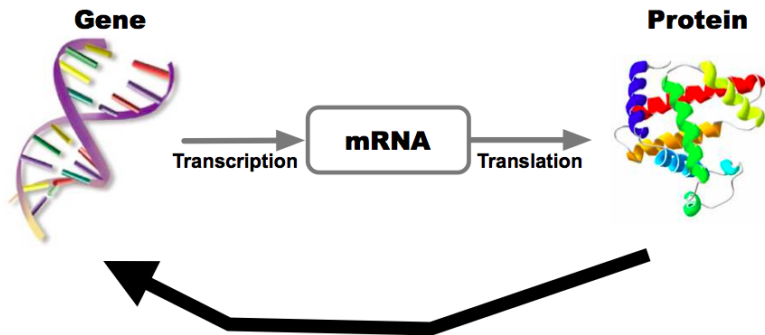 Gene
Protein
mRNA
Transcription
Translation